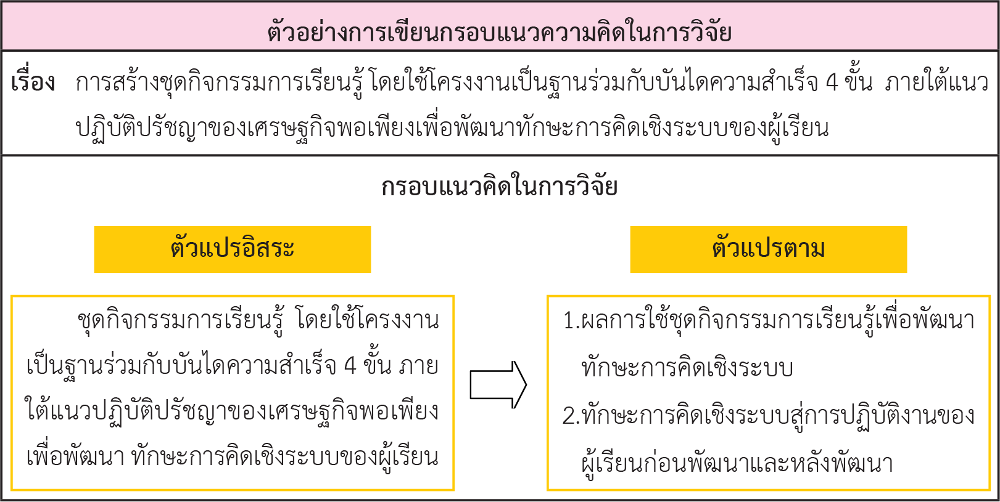 ตัวอย่างการเขียนกรอบแนวความคิดในการวิจัย
เรื่อง การสร้างชุดกิจกรรมการเรียนรู้ โดยใช้โครงงานเป็นฐานร่วมกับบันไดความสำเร็จ 4 ขั้น ภายใต้แนว
ปฏิบัติปรัชญาของเศรษฐกิจพอเพียงเพื่อพัฒนาทักษะการคิดเชิงระบบของผู้เรียน
กรอบแนวคิดในการวิจัย
ตัวแปรอิสระ
ชุดกิจกรรมการเรียนรู้ โดยใช้โครงงาน
เป็นฐานร่วมกับบันไดความสำเร็จ 4 ขั้น ภาย
ใต้แนวปฏิบัติปรัชญาของเศรษฐกิจพอเพียง
เพื่อพัฒนา ทักษะการคิดเชิงระบบของผู้เรียน
ตัวแปรตาม
1.ผลการใช้ชุดกิจกรรมการเรียนรู้เพื่อพัฒนา
ทักษะการคิดเชิงระบบ
2.ทักษะการคิดเชิงระบบสู่การปฏิบัติงานของ
ผู้เรียนก่อนพัฒนาและหลังพัฒนา